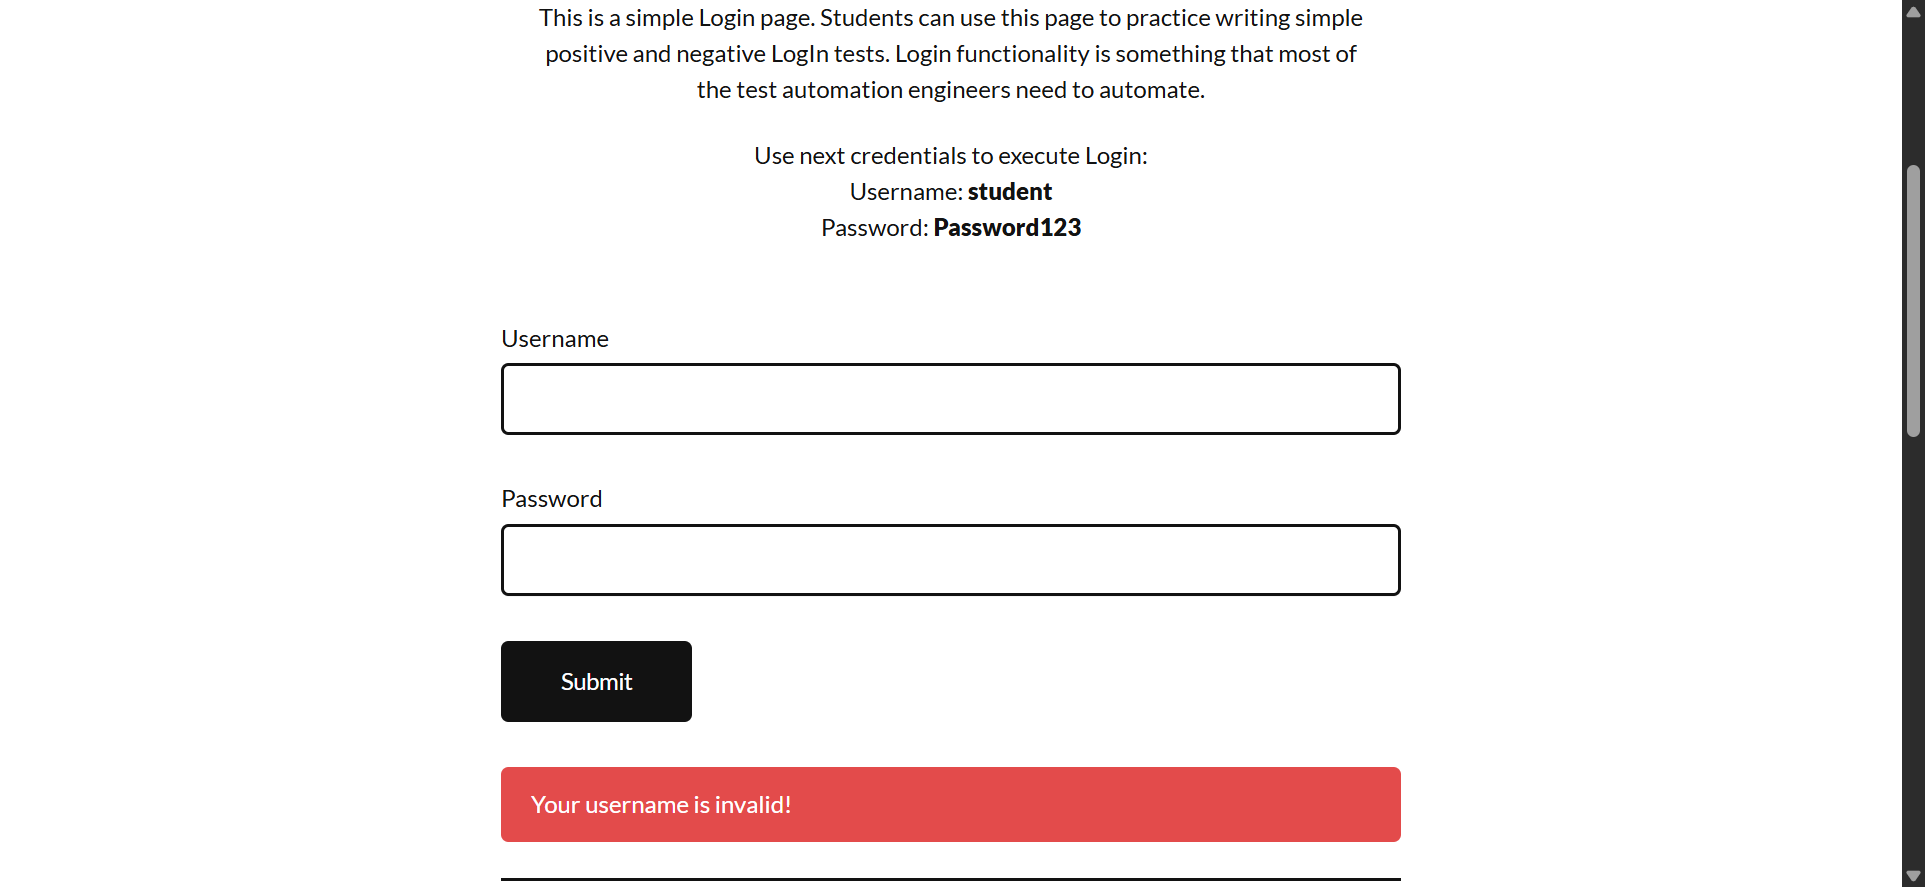 This is a simple Login page. Students can use this page to practice writing simple
positive and negative LogIn tests. Login functionality is something that most of
the test automation engineers need to automate.
Use next credentials to execute Login:
Username: student
Password: Password123
Username
Password
Submit
Your username is invalid!